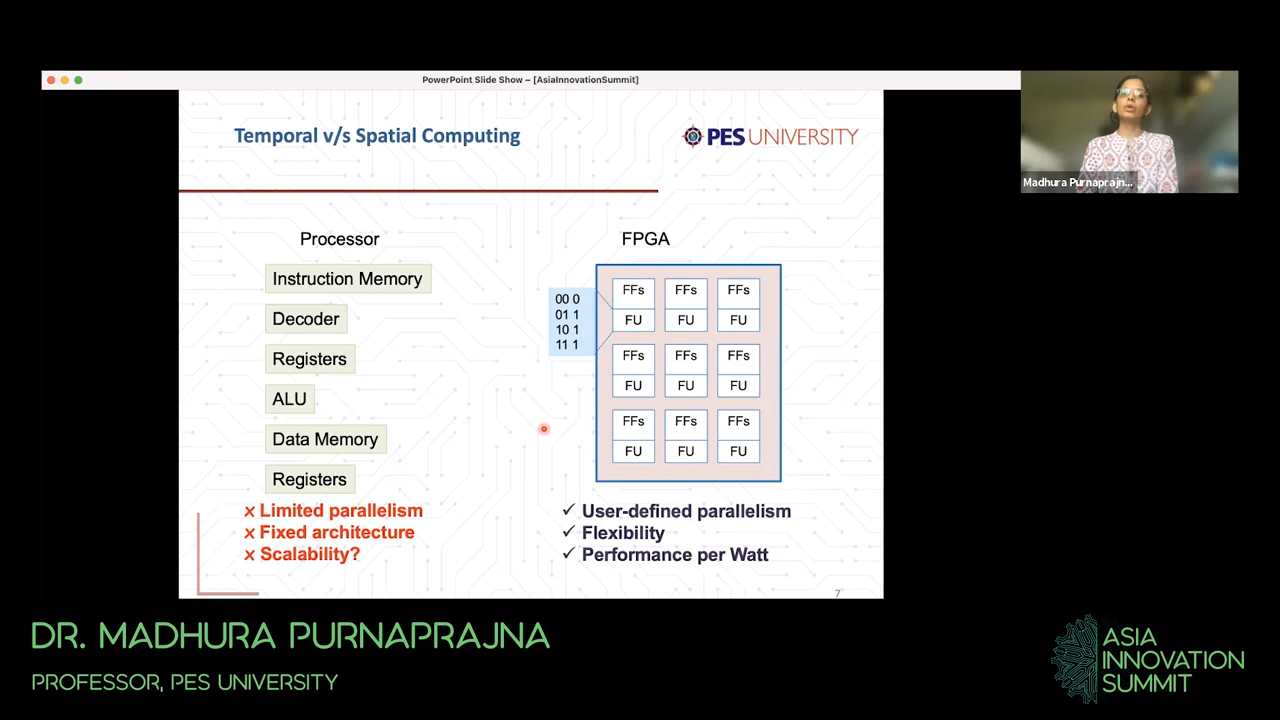 PowerPoint Slide Show – [AsiaInnovationSummit]
Temporal v/s Spatial Computing
PES UNIVERSITY
Madhura Purnaprajn...
Processor
Instruction Memory
Decoder
Registers
ALU
Data Memory
Registers
x Limited parallelism
x Fixed architecture
x Scalability?
FPGA
00 0
01 1
10 1
11 1
FFs FFs FFs
FU FU FU
FFs FFs FFs
FU FU FU
FFs FFs FFs
FU FU FU
✓ User-defined parallelism
✓ Flexibility
✓ Performance per Watt
7
DR. MADHURA PURNAPRAJNA
PROFESSOR, PES UNIVERSITY
ASIA
INNOVATION
SUMMIT